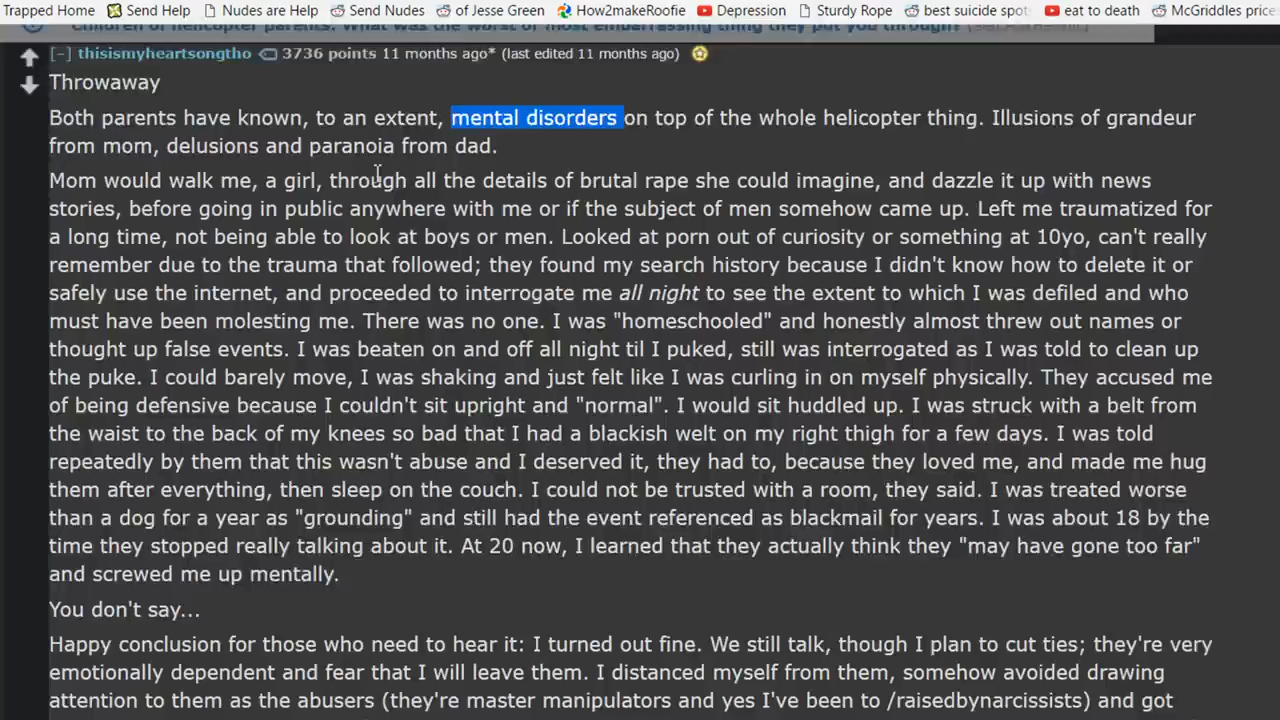 Trapped Home Send Help Nudes are Help Send Nudes of Jesse Green How2makeRoofie Depression Sturdy Rope best suicide spots eat to death McGriddles pric
Children of helicopter parents: What was the worst or most embarrassing thing they put you through?
[–] thisismyheartsongtho 3736 points 11 months ago* (last edited 11 months ago)
Throwaway
Both parents have known, to an extent, mental disorders on top of the whole helicopter thing. Illusions of grandeur
from mom, delusions and paranoia from dad.
Mom would walk me, a girl, through all the details of brutal rape she could imagine, and dazzle it up with news
stories, before going in public anywhere with me or if the subject of men somehow came up. Left me traumatized for
a long time, not being able to look at boys or men. Looked at porn out of curiosity or something at 10yo, can't really
remember due to the trauma that followed; they found my search history because I didn't know how to delete it or
safely use the internet, and proceeded to interrogate me all night to see the extent to which I was defiled and who
must have been molesting me. There was no one. I was "homeschooled" and honestly almost threw out names or
thought up false events. I was beaten on and off all night til I puked, still was interrogated as I was told to clean up
the puke. I could barely move, I was shaking and just felt like I was curling in on myself physically. They accused me
of being defensive because I couldn't sit upright and "normal". I would sit huddled up. I was struck with a belt from
the waist to the back of my knees so bad that I had a blackish welt on my right thigh for a few days. I was told
repeatedly by them that this wasn't abuse and I deserved it, they had to, because they loved me, and made me hug
them after everything, then sleep on the couch. I could not be trusted with a room, they said. I was treated worse
than a dog for a year as "grounding" and still had the event referenced as blackmail for years. I was about 18 by the
time they stopped really talking about it. At 20 now, I learned that they actually think they "may have gone too far"
and screwed me up mentally.
You don't say...
Happy conclusion for those who need to hear it: I turned out fine. We still talk, though I plan to cut ties; they're very
emotionally dependent and fear that I will leave them. I distanced myself from them, somehow avoided drawing
attention to them as the abusers (they're master manipulators and yes I've been to /raisedbynarcissists) and got